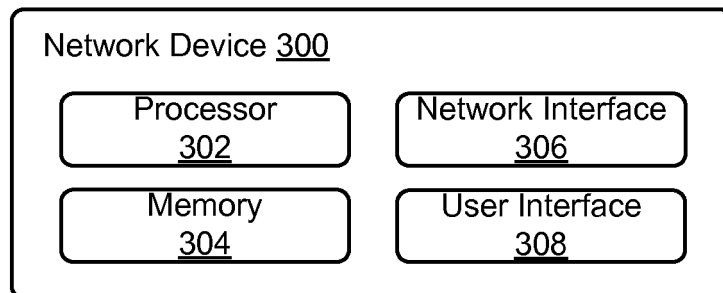 Network Device 300
Processor
302
Network Interface
306
Memory
304
User Interface
308